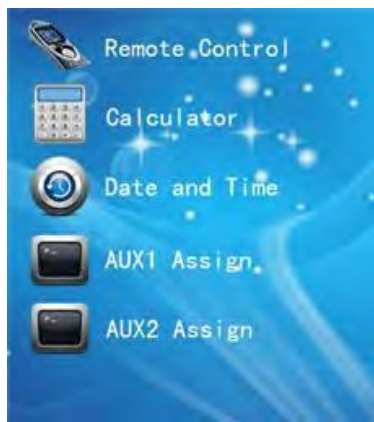 Remote Control
Calculator
Date and Time
AUX1 Assign
AUX2 Assign